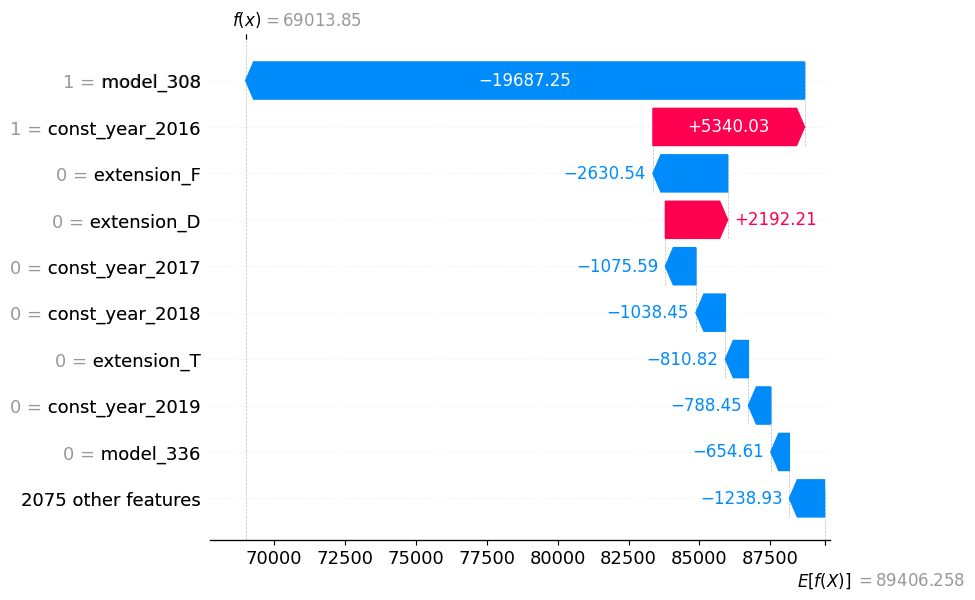 f(x) = 69013.85
1 = model_308
−19687.25
1 = const_year_2016
+5340.03
0 = extension_F
−2630.54
0 = extension_D
+2192.21
0 = const_year_2017
−1075.59
0 = const_year_2018
−1038.45
0 = extension_T
−810.82
0 = const_year_2019
−788.45
0 = model_336
−654.61
2075 other features
−1238.93
70000 72500 75000 77500 80000 82500 85000 87500
E[f(X)] = 89406.258